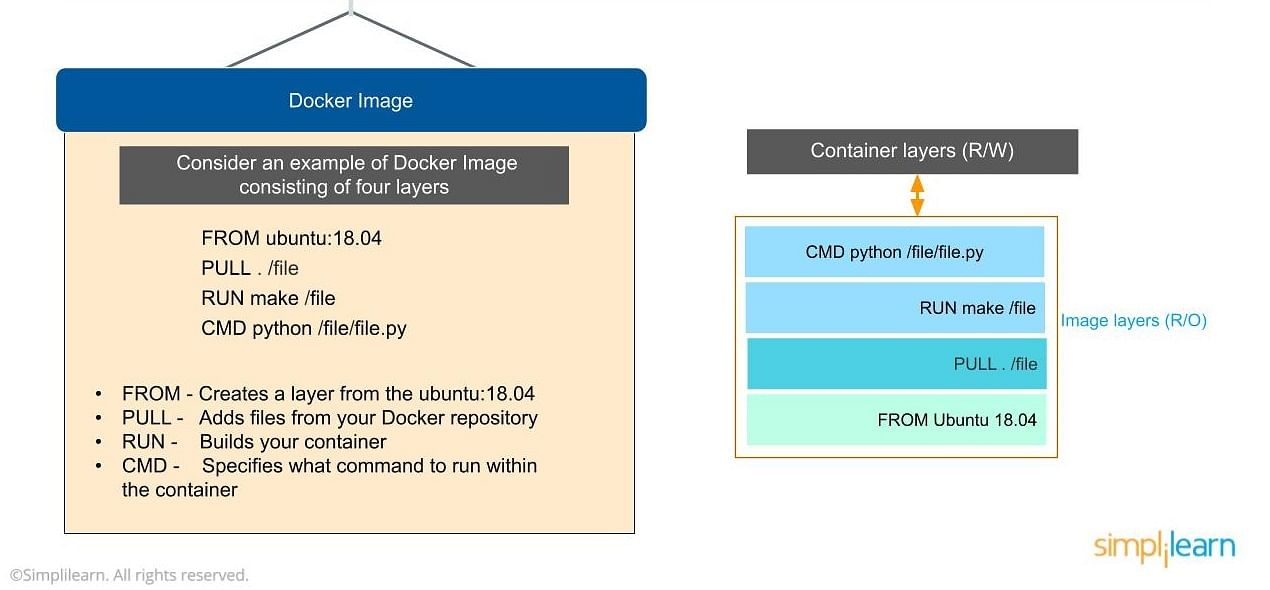 Docker Image
Consider an example of Docker Image
consisting of four layers
FROM ubuntu:18.04
PULL . /file
RUN make /file
CMD python /file/file.py
• FROM - Creates a layer from the ubuntu:18.04
• PULL - Adds files from your Docker repository
• RUN - Builds your container
• CMD - Specifies what command to run within
the container
Container layers (R/W)
CMD python /file/file.py
RUN make /file
PULL . /file
FROM Ubuntu 18.04
Image layers (R/O)
simplilearn
©Simplilearn. All rights reserved.